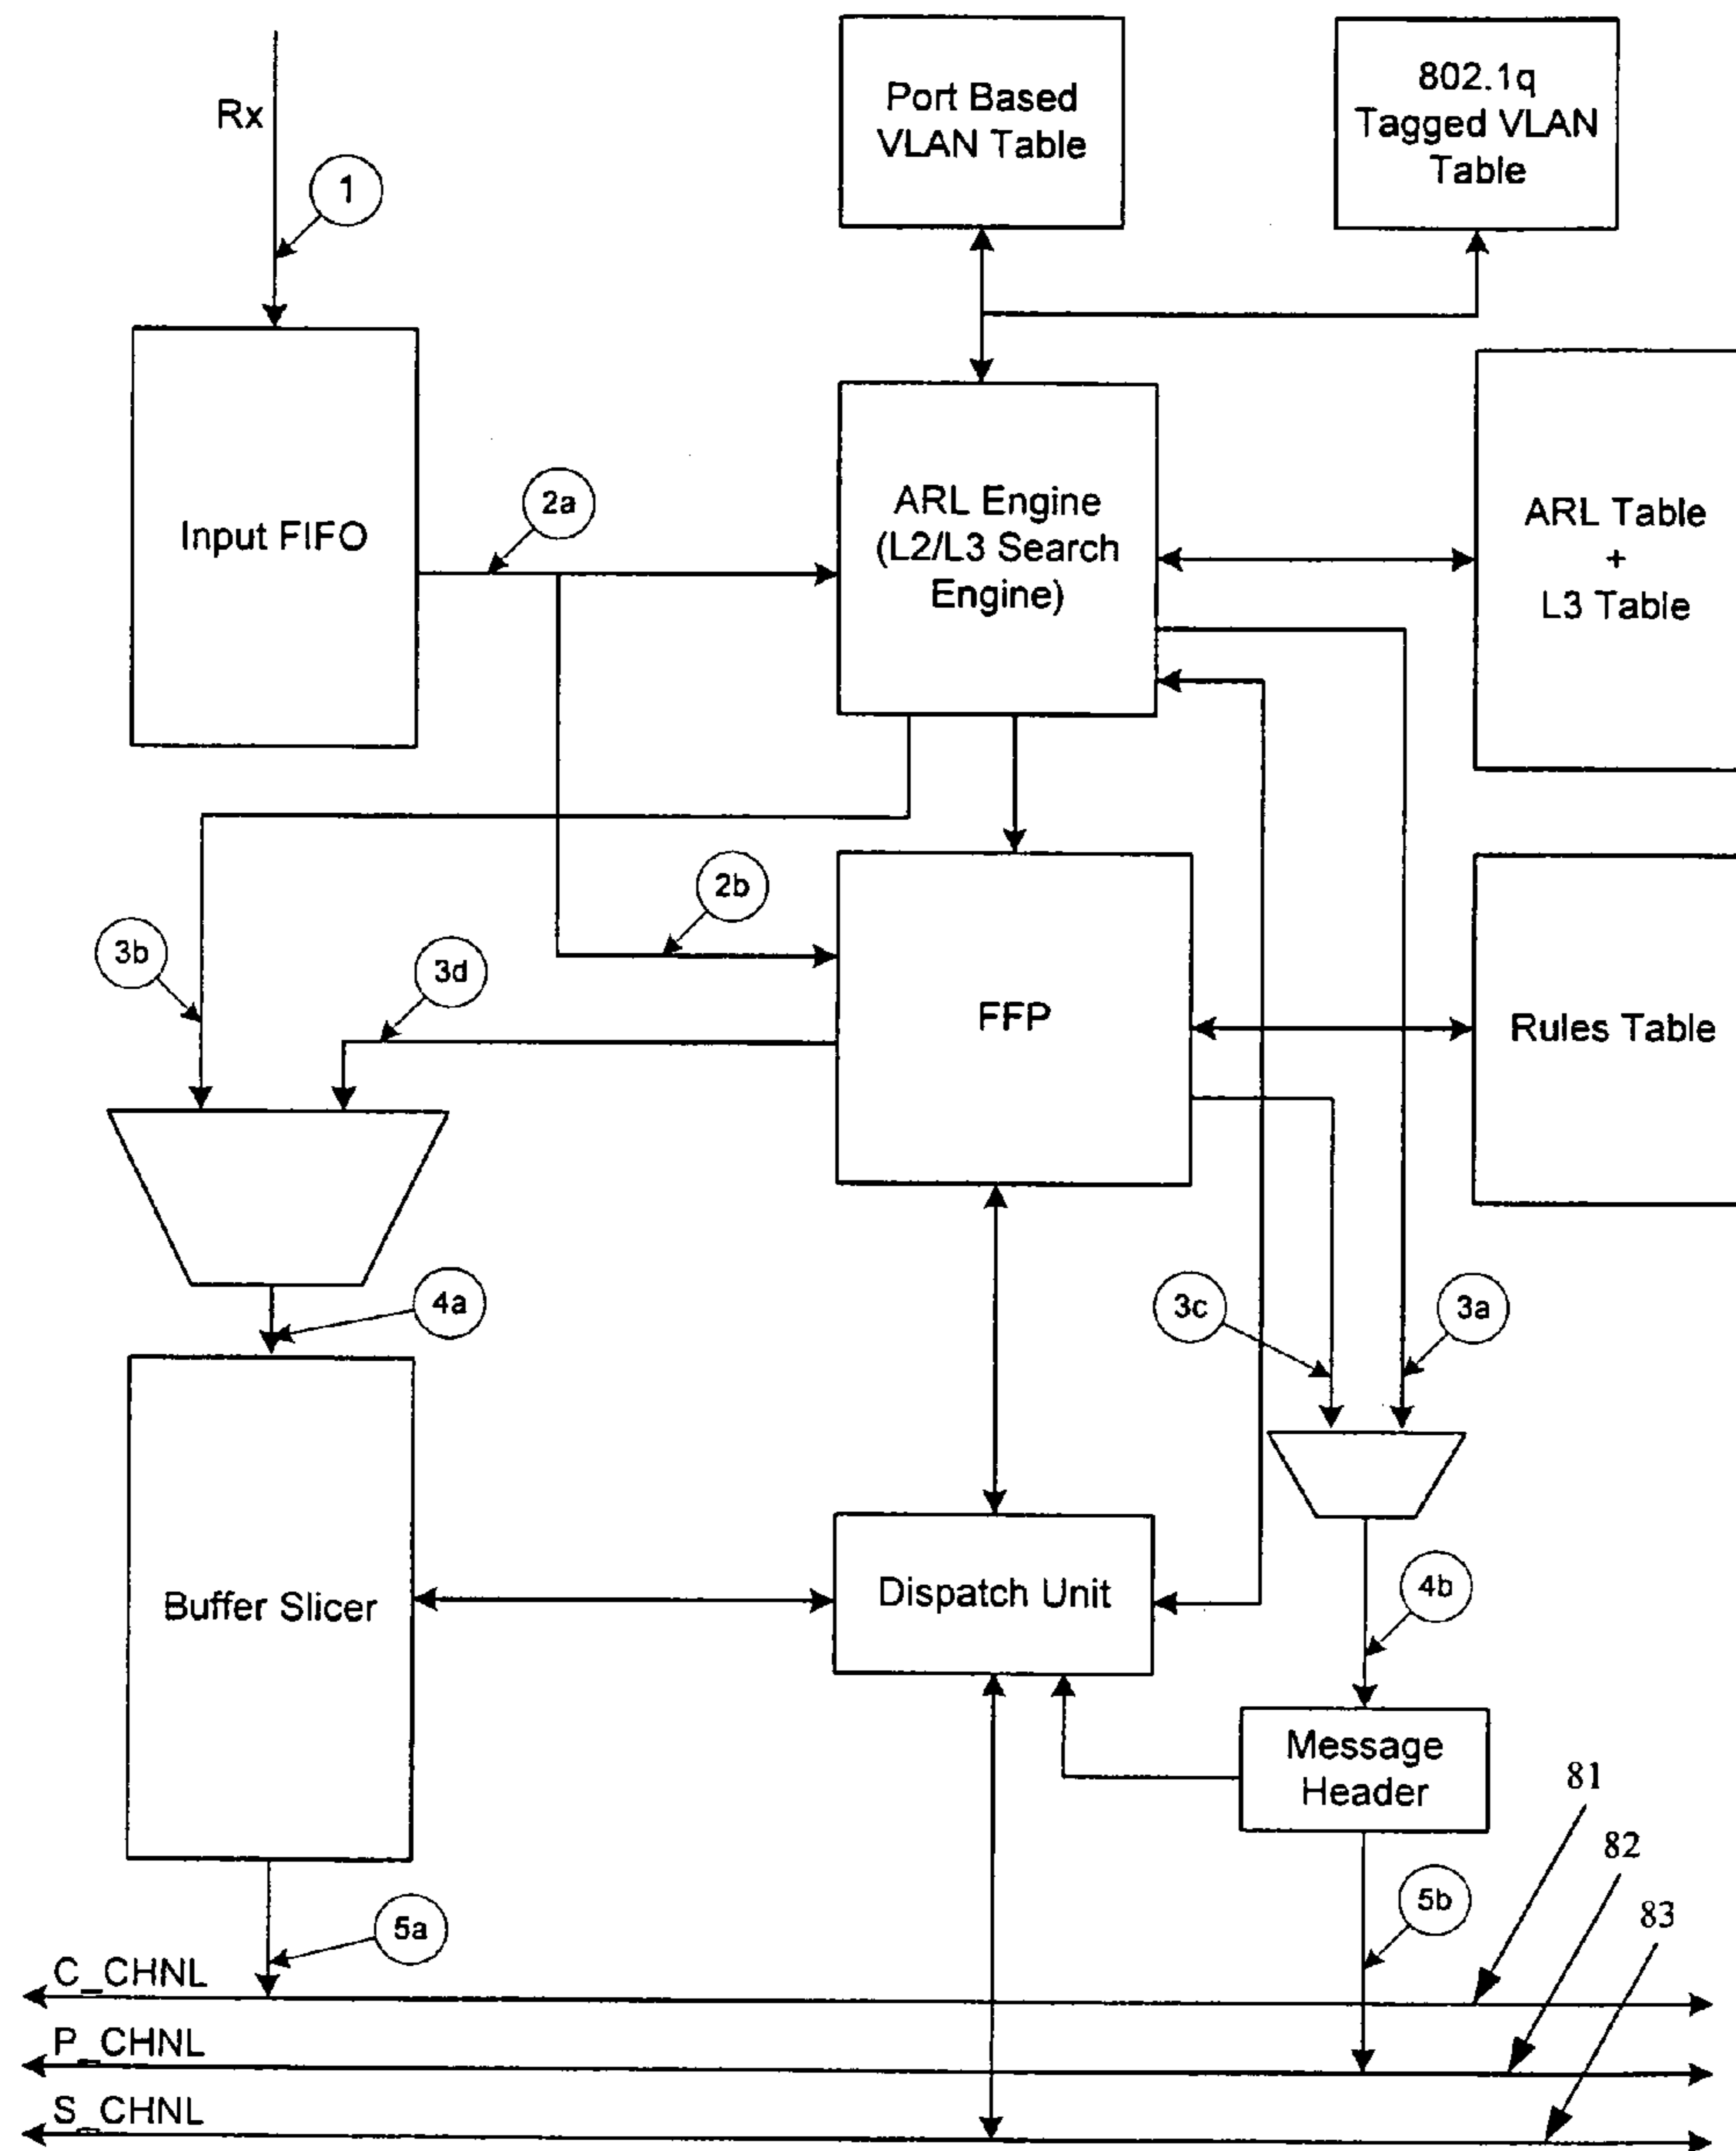 Rx
1
Port Based
VLAN Table
802.1q
Tagged VLAN
Table
Input FIFO
2a
ARL Engine
(L2/L3 Search
Engine)
ARL Table
+
L3 Table
2b
3b
3d
FFP
Rules Table
4a
3c
3a
Buffer Slicer
Dispatch Unit
4b
Message
Header
81
82
83
5a
5b
C_CHNL
P_CHNL
S_CHNL